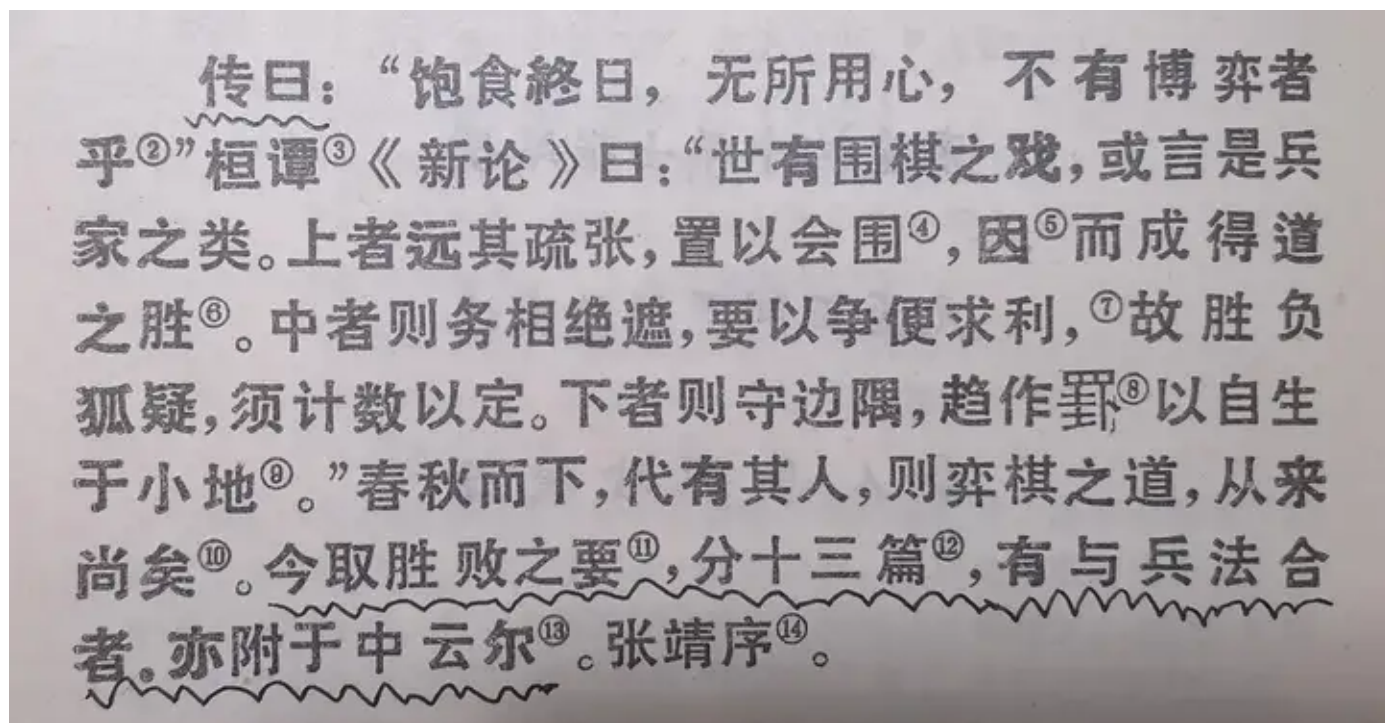 传曰：“饱食终日，无所用心，不有博弈者
乎②”桓谭③《新论》曰：“世有围棋之戏，或言是兵
家之类。上者远其疏张，置以会围④，因⑤而成得道
之胜⑥。中者则务相绝遮，要以争便求利，⑦故胜负
狐疑，须计数以定。下者则守边隅，趋作罫⑧以自生
于小地⑨。”春秋而下，代有其人，则弈棋之道，从来
尚矣⑩。今取胜败之要⑪，分十三篇⑫，有与兵法合
者。亦附于中云尔⑬。张靖序⑭。